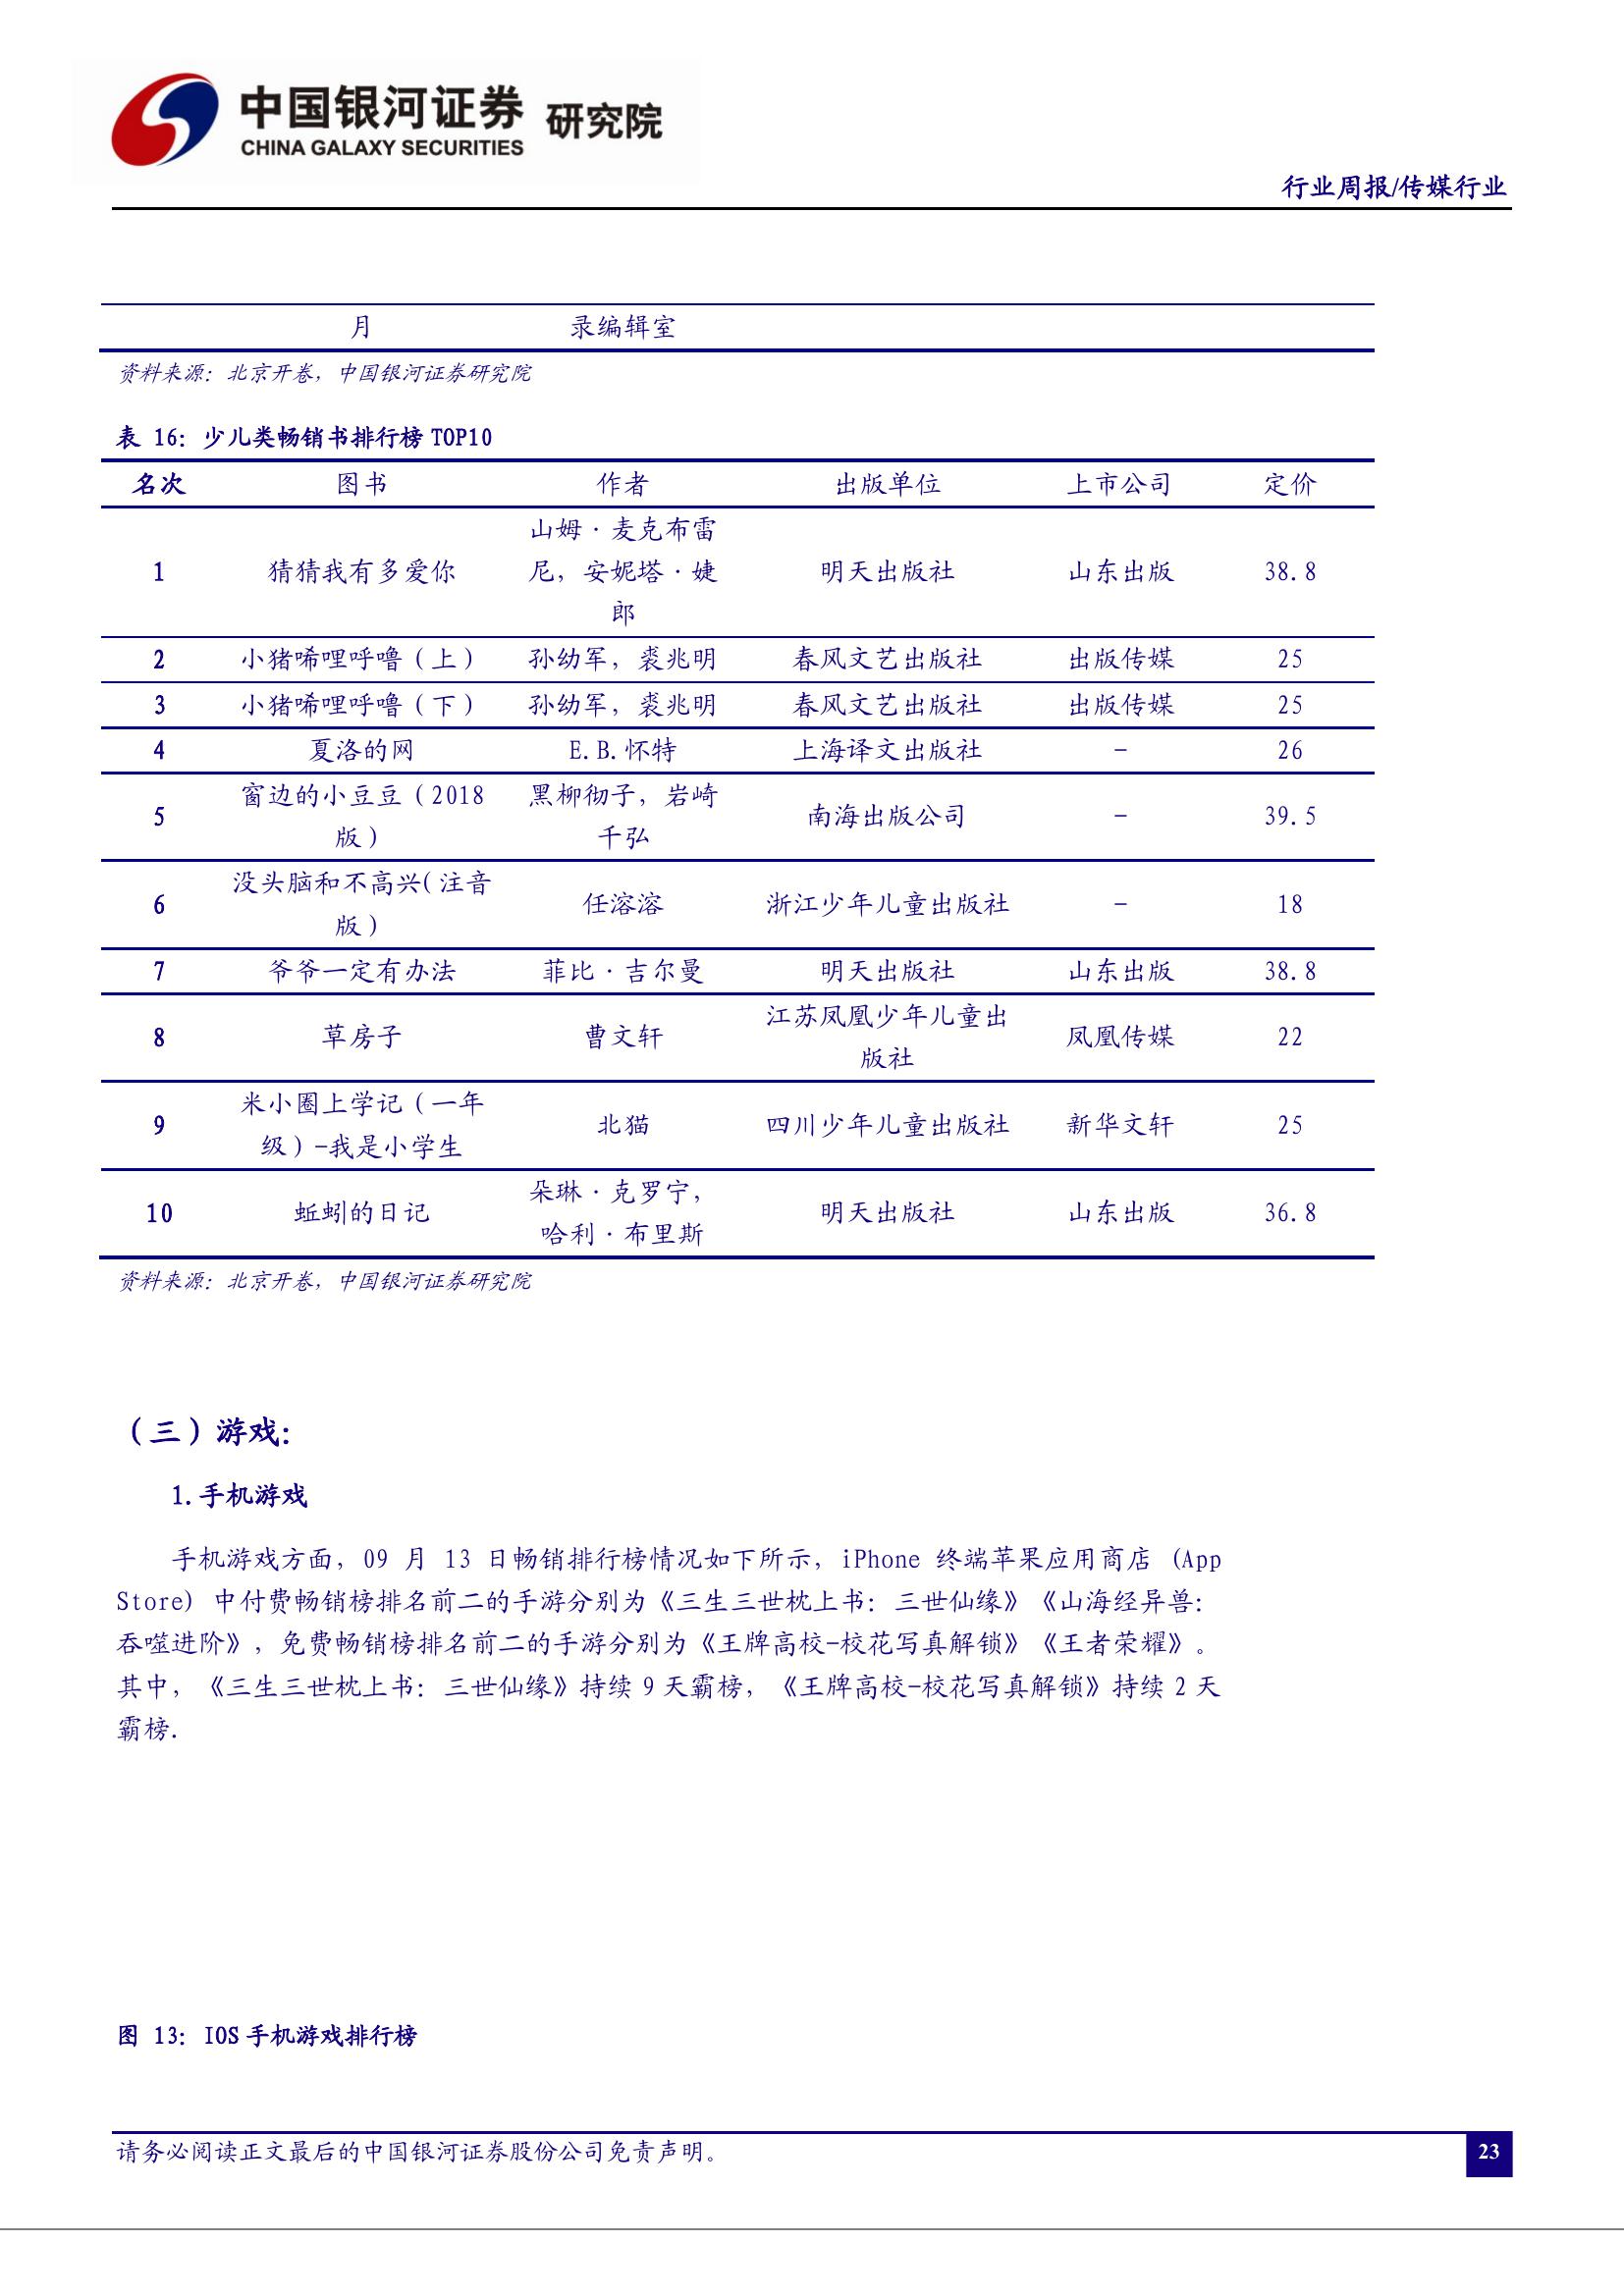 中国银河证券 研究院
CHINA GALAXY SECURITIES
行业周报/传媒行业
月 录编辑室
资料来源：北京开卷，中国银河证券研究院
表 16：少儿类畅销书排行榜 TOP10
名次 图书 作者 出版单位 上市公司 定价
1 猜猜我有多爱你 山姆·麦克布雷尼，安妮塔·婕郎 明天出版社 山东出版 38.8
2 小猪唏哩呼噜（上） 孙幼军，裘兆明 春风文艺出版社 出版传媒 25
3 小猪唏哩呼噜（下） 孙幼军，裘兆明 春风文艺出版社 出版传媒 25
4 夏洛的网 E.B.怀特 上海译文出版社 - 26
5 窗边的小豆豆（2018版） 黑柳彻子，岩崎千弘 南海出版公司 - 39.5
6 没头脑和不高兴(注音版） 任溶溶 浙江少年儿童出版社 - 18
7 爷爷一定有办法 菲比·吉尔曼 明天出版社 山东出版 38.8
8 草房子 曹文轩 江苏凤凰少年儿童出版社 凤凰传媒 22
9 米小圈上学记（一年级）-我是小学生 北猫 四川少年儿童出版社 新华文轩 25
10 蚯蚓的日记 朵琳·克罗宁，哈利·布里斯 明天出版社 山东出版 36.8
资料来源：北京开卷，中国银河证券研究院
（三）游戏：
1.手机游戏
手机游戏方面，09 月 13 日畅销排行榜情况如下所示，iPhone 终端苹果应用商店 (App
Store) 中付费畅销榜排名前二的手游分别为《三生三世枕上书：三世仙缘》《山海经异兽：
吞噬进阶》，免费畅销榜排名前二的手游分别为《王牌高校-校花写真解锁》《王者荣耀》。
其中，《三生三世枕上书：三世仙缘》持续 9 天霸榜，《王牌高校-校花写真解锁》持续 2 天
霸榜.
图 13：IOS 手机游戏排行榜
请务必阅读正文最后的中国银河证券股份公司免责声明。
23